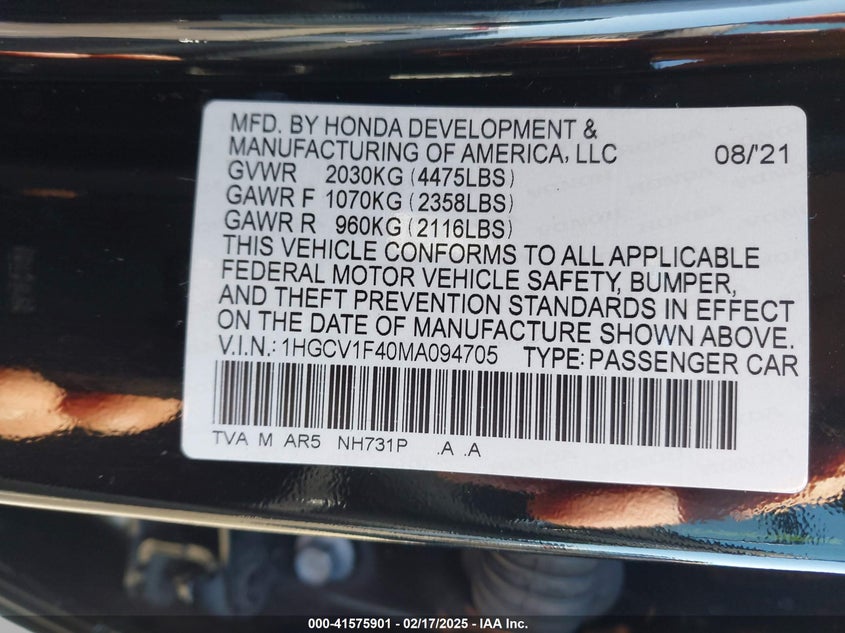 MFD. BY HONDA DEVELOPMENT &
MANUFACTURING OF AMERICA, LLC 08/'21
GVWR 2030KG (4475LBS)
GAWR F 1070KG (2358LBS)
GAWR R 960KG (2116LBS)
THIS VEHICLE CONFORMS TO ALL APPLICABLE
FEDERAL MOTOR VEHICLE SAFETY, BUMPER,
AND THEFT PREVENTION STANDARDS IN EFFECT
ON THE DATE OF MANUFACTURE SHOWN ABOVE.
V.I.N.: 1HGCV1F40MA094705 TYPE: PASSENGER CAR
TVA M AR5 NH731P .A .A
000-41575901 - 02/17/2025 - IAA Inc.